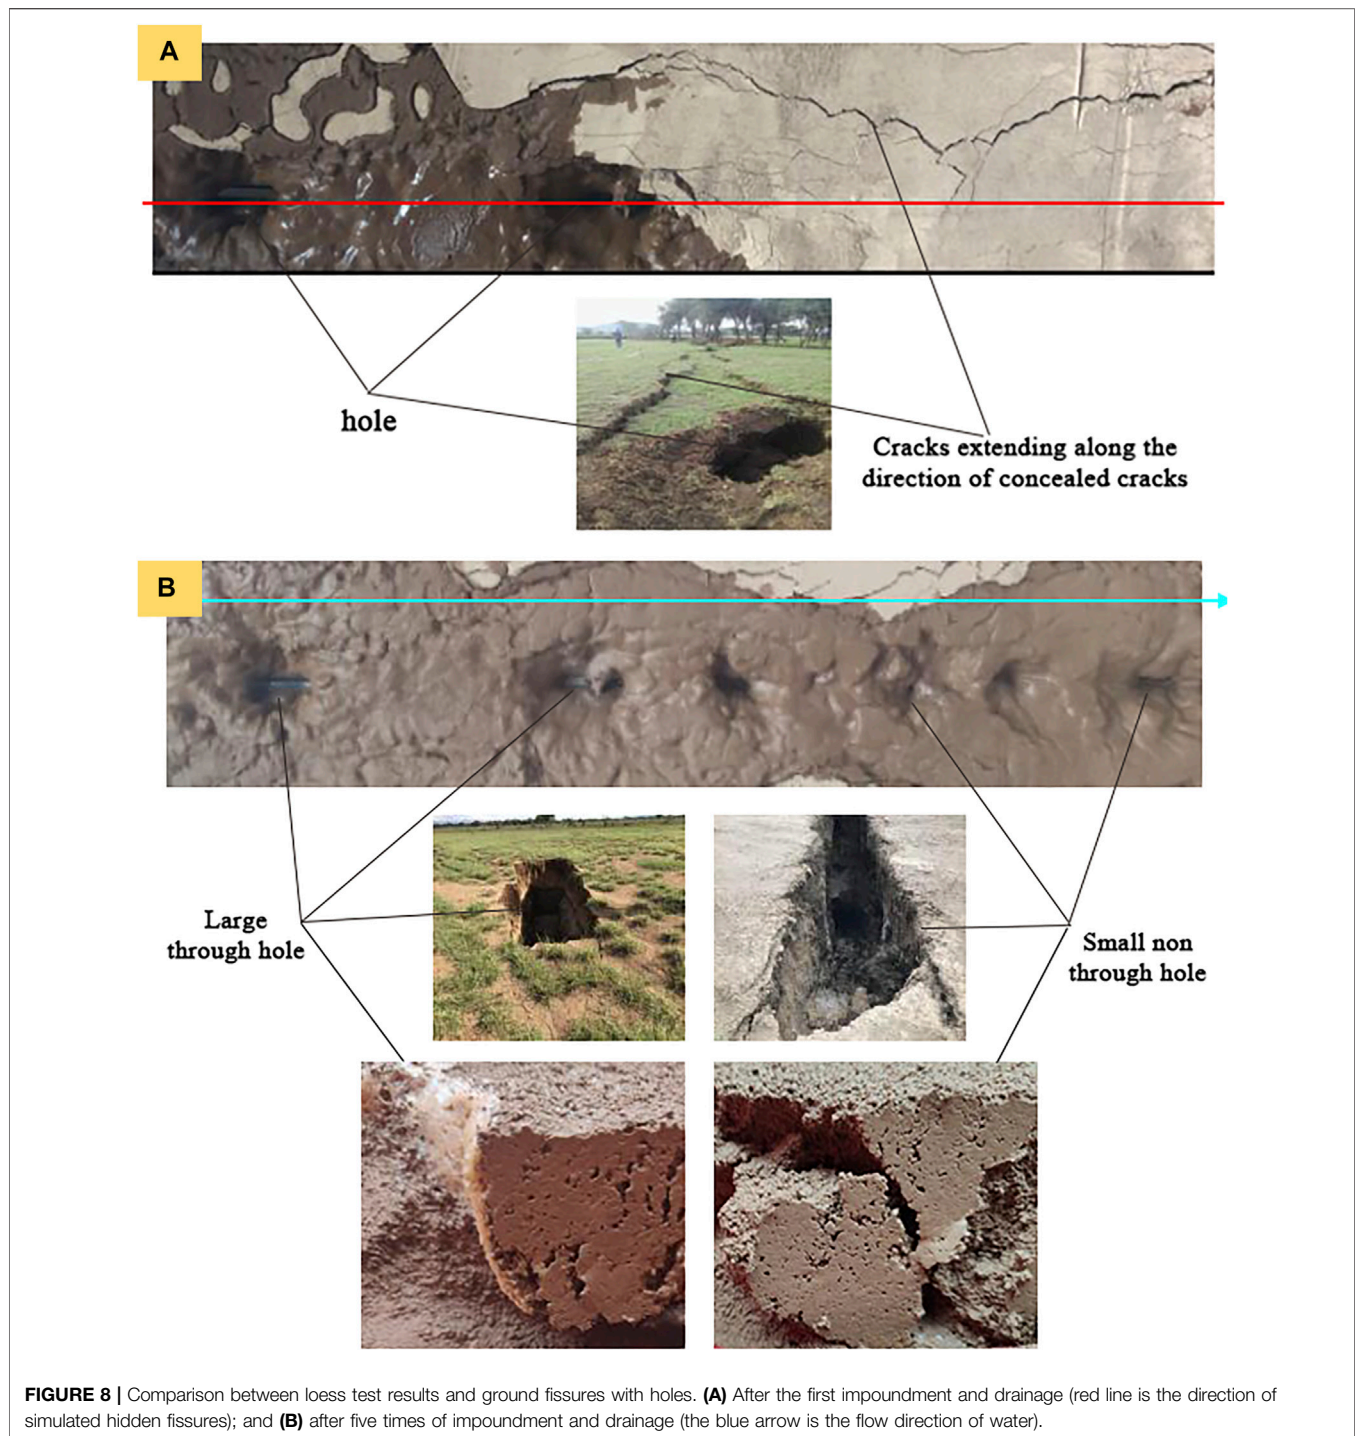 A
hole
Cracks extending along the
direction of concealed cracks
B
Large
through hole
Small non
through hole
FIGURE 8 | Comparison between loess test results and ground fissures with holes. (A) After the first impoundment and drainage (red line is the direction of
simulated hidden fissures); and (B) after five times of impoundment and drainage (the blue arrow is the flow direction of water).